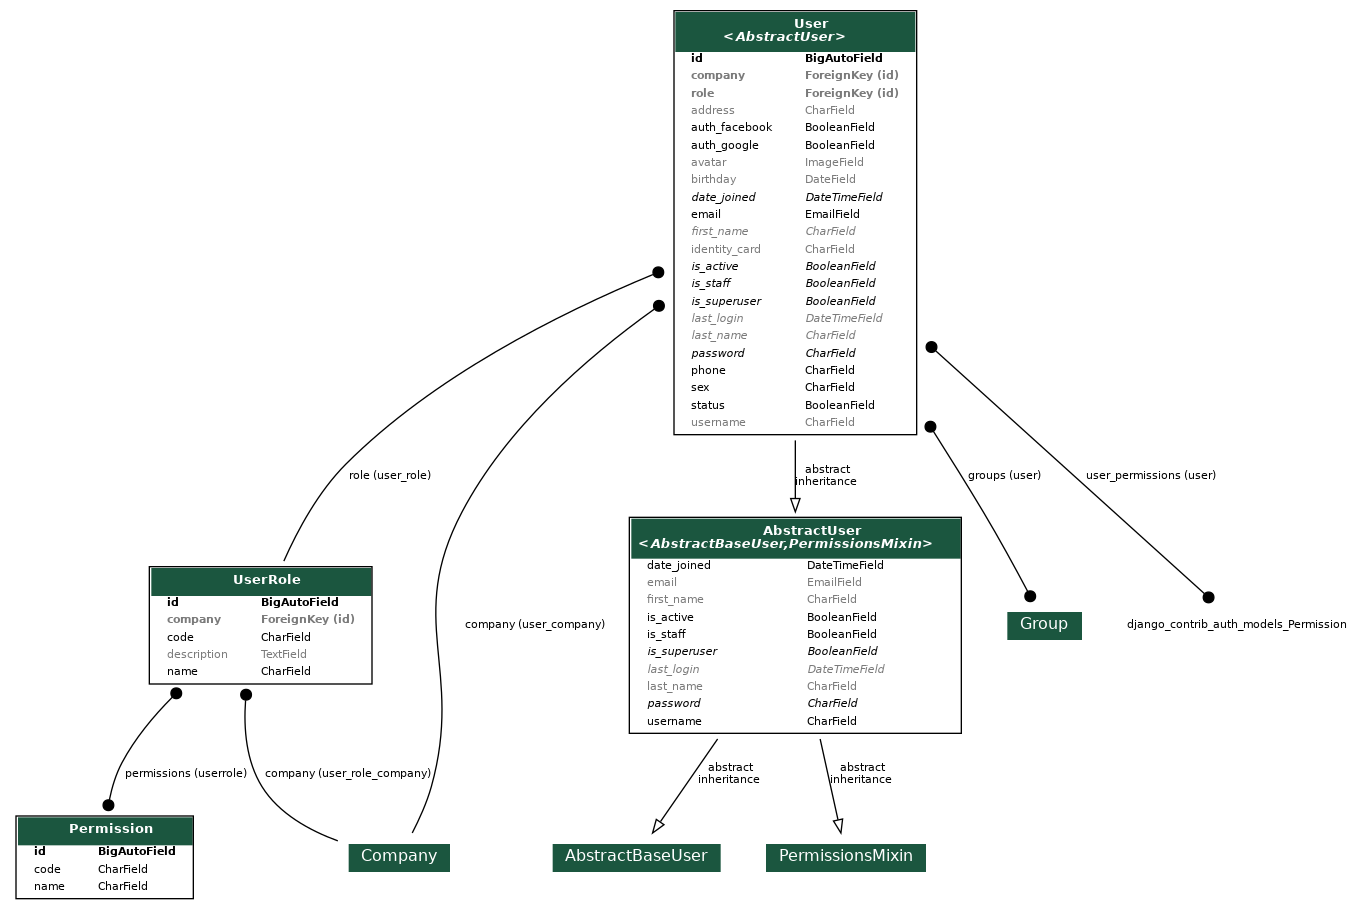 User
<AbstractUser>
id BigAutoField
company ForeignKey (id)
role ForeignKey (id)
address CharField
auth_facebook BooleanField
auth_google BooleanField
avatar ImageField
birthday DateField
date_joined DateTimeField
email EmailField
first_name CharField
identity_card CharField
is_active BooleanField
is_staff BooleanField
is_superuser BooleanField
last_login DateTimeField
last_name CharField
password CharField
phone CharField
sex CharField
status BooleanField
username CharField
role (user_role)
abstract
inheritance
groups (user)
user_permissions (user)
AbstractUser
<AbstractBaseUser,PermissionsMixin>
date_joined DateTimeField
email EmailField
first_name CharField
is_active BooleanField
is_staff BooleanField
is_superuser BooleanField
last_login DateTimeField
last_name CharField
password CharField
username CharField
UserRole
id BigAutoField
company ForeignKey (id)
code CharField
description TextField
name CharField
company (user_company)
Group
django_contrib_auth_models_Permission
permissions (userrole)
company (user_role_company)
abstract
inheritance
abstract
inheritance
Permission
id BigAutoField
code CharField
name CharField
Company
AbstractBaseUser
PermissionsMixin